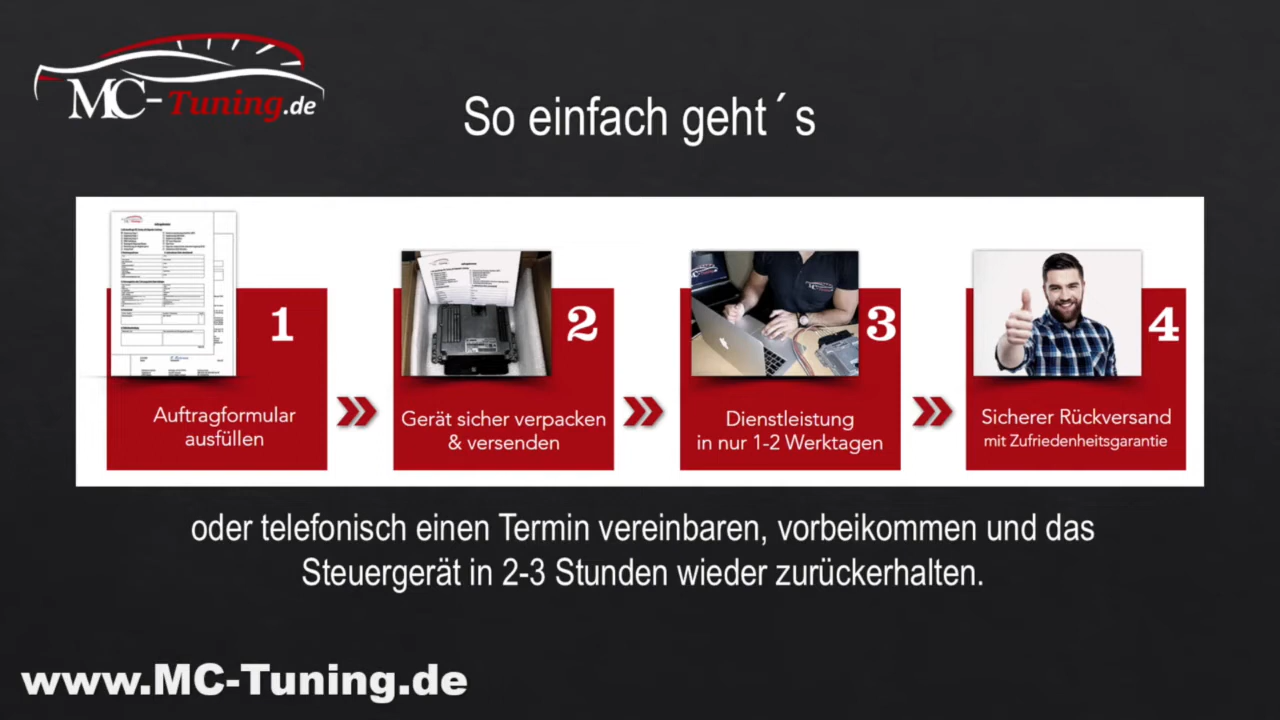 MC-Tuning.de
So einfach geht´s
1
2
3
4
Auftragformular
ausfüllen
Gerät sicher verpacken
& versenden
Dienstleistung
in nur 1-2 Werktagen
Sicherer Rückversand
mit Zufriedenheitsgarantie
oder telefonisch einen Termin vereinbaren, vorbeikommen und das
Steuergerät in 2-3 Stunden wieder zurückerhalten.
www.MC-Tuning.de